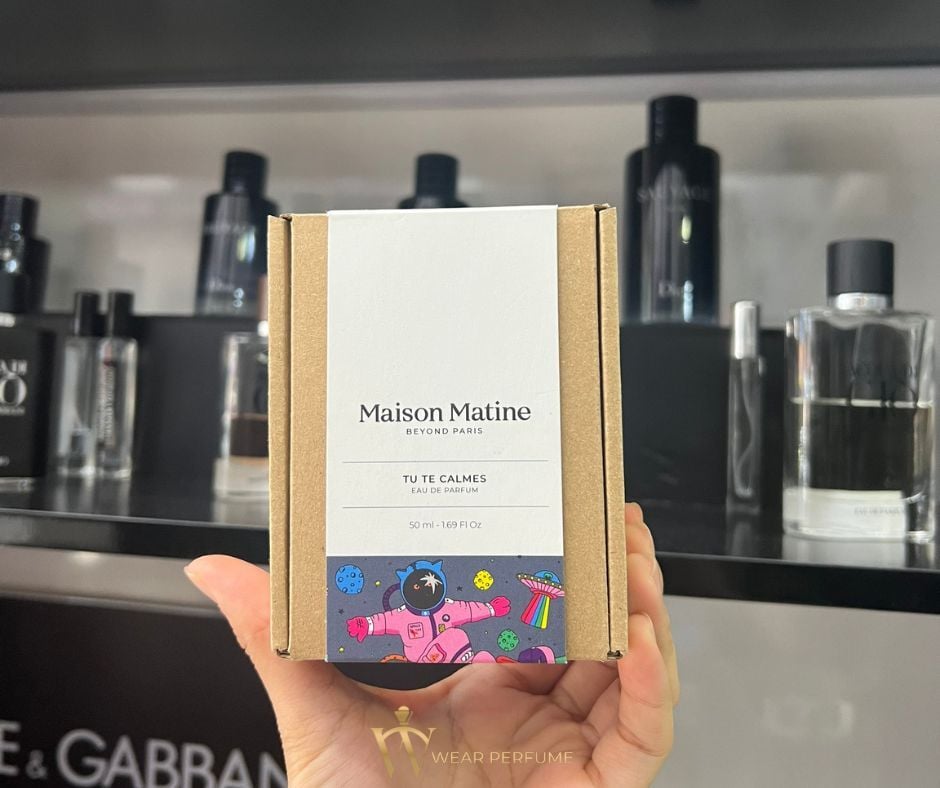 SAUVAGE
Dior
Maison Matine
BEYOND PARIS
TU TE CALMES
EAU DE PARFUM
50 ml - 1.69 Fl Oz
E & GABBAN
WEAR PERFUME